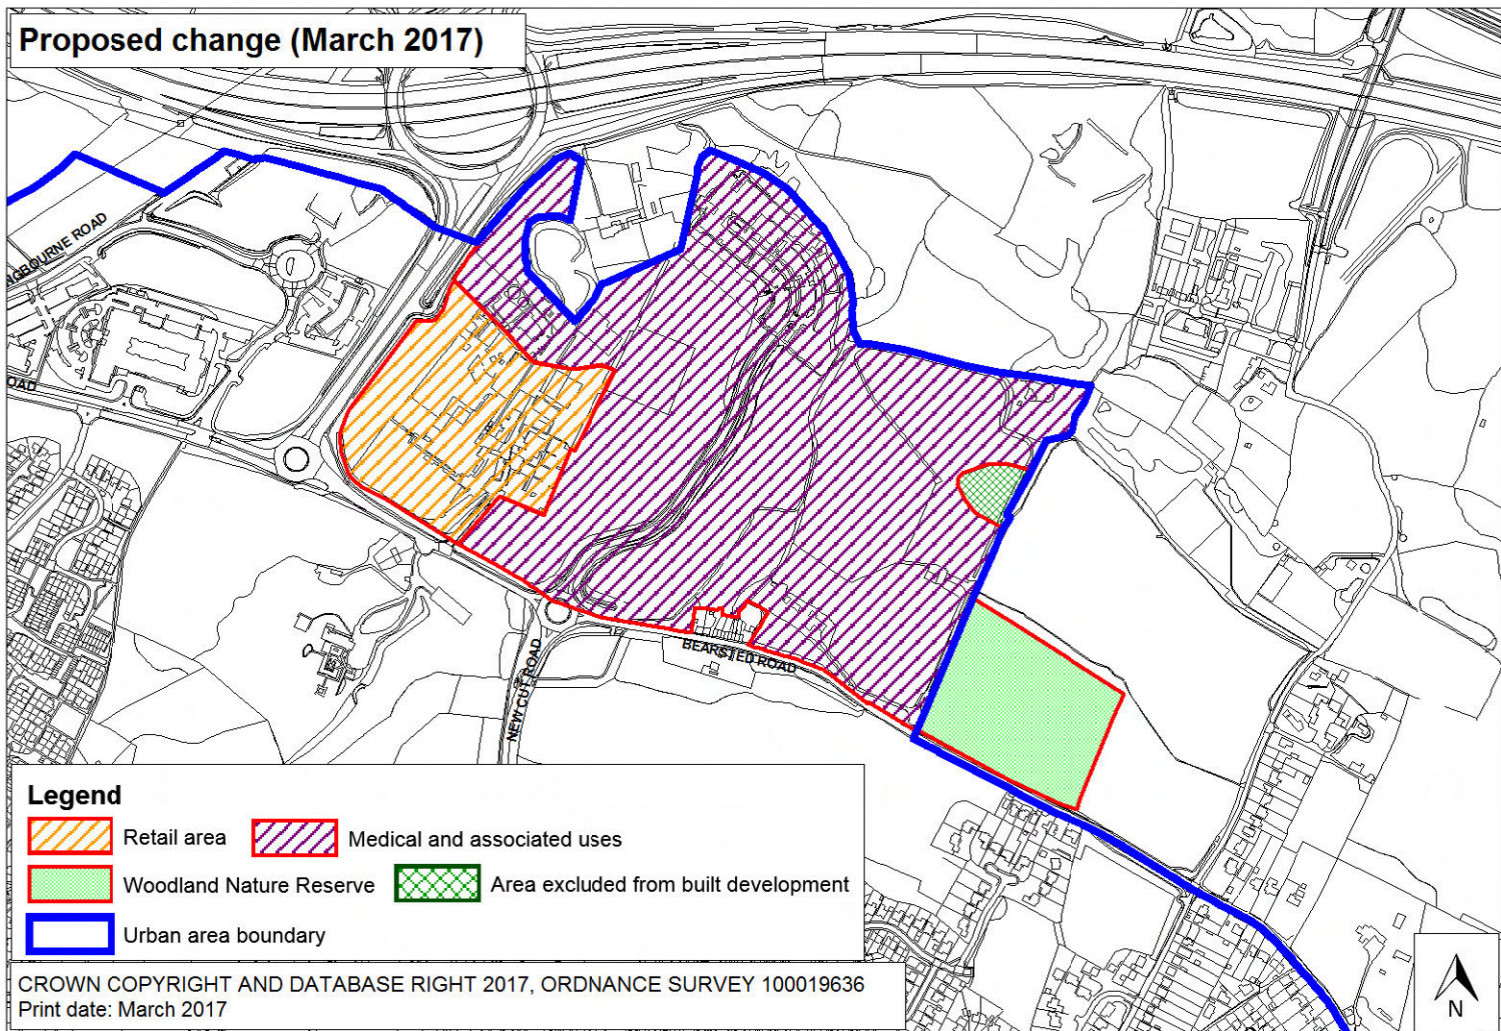 Proposed change (March 2017)
NGBOURNE ROAD
OAD
NEW CUT ROAD
BEARSTED ROAD
Legend
Retail area
Medical and associated uses
Woodland Nature Reserve
Area excluded from built development
Urban area boundary
CROWN COPYRIGHT AND DATABASE RIGHT 2017, ORDNANCE SURVEY 100019636
Print date: March 2017
N